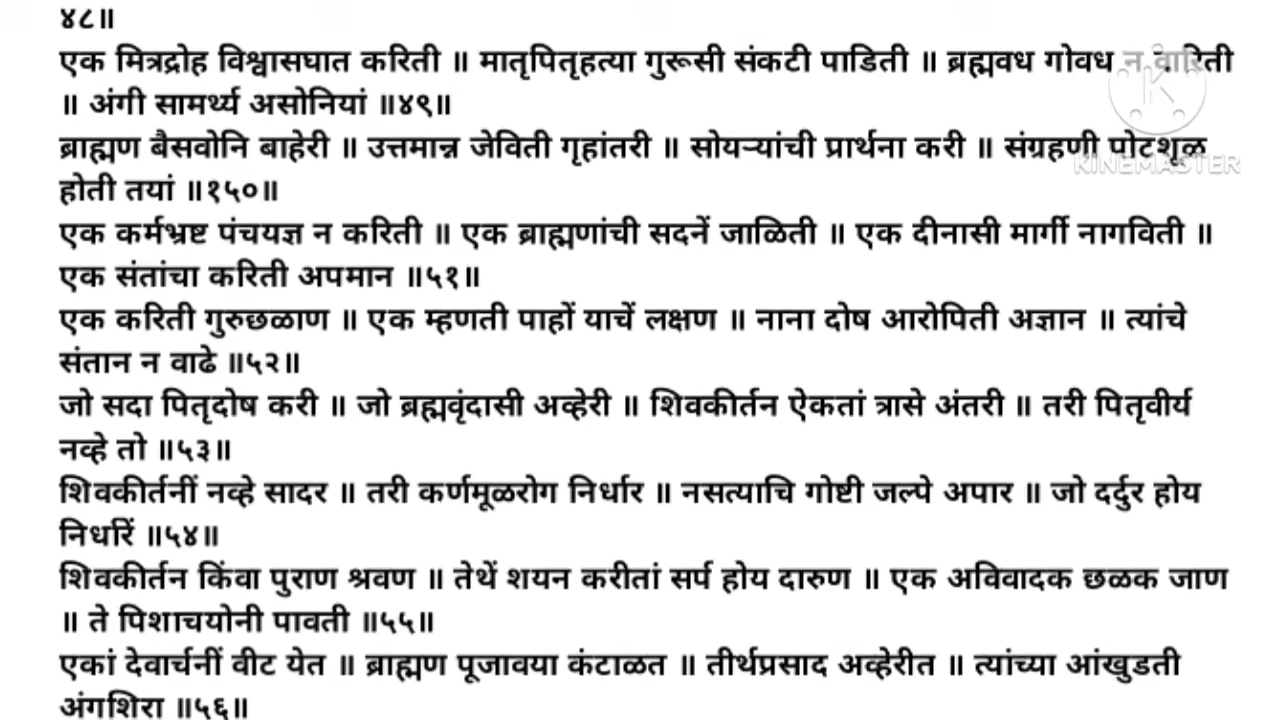 ४८॥
एक मित्रद्रोह विश्वासघात करिती ॥ मातृपितृहत्या गुरूसी संकटी पाडिती ॥ ब्रह्मवध गोवध न वारिती
॥ अंगी सामर्थ्य असोनियां ॥४९॥
ब्राह्मण बैसवोनि बाहेरी ॥ उत्तमान्न जेविती गृहांतरी ॥ सोयऱ्यांची प्रार्थना करी ॥ संग्रहणी पोटशूळ
होती तयां ॥१५०॥
एक कर्मभ्रष्ट पंचयज्ञ न करिती ॥ एक ब्राह्मणांची सदनें जाळिती ॥ एक दीनासी मार्गी नागविती ॥
एक संतांचा करिती अपमान ॥५१॥
एक करिती गुरुछळाण ॥ एक म्हणती पाहों याचें लक्षण ॥ नाना दोष आरोपिती अज्ञान ॥ त्यांचे
संतान न वाढे ॥५२॥
जो सदा पितृदोष करी ॥ जो ब्रह्मवृंदासी अव्हेरी ॥ शिवकीर्तन ऐकतां त्रासे अंतरी ॥ तरी पितृवीर्य
नव्हे तो ॥५३॥
शिवकीर्तनीं नव्हे सादर ॥ तरी कर्णमूळरोग निर्धार ॥ नसत्याचि गोष्टी जल्पे अपार ॥ जो दर्दुर होय
निर्धारें ॥५४॥
शिवकीर्तन किंवा पुराण श्रवण ॥ तेथें शयन करीतां सर्प होय दारुण ॥ एक अविवादक छळक जाण
॥ ते पिशाचयोनी पावती ॥५५॥
एकां देवार्चनीं वीट येत ॥ ब्राह्मण पूजावया कंटाळत ॥ तीर्थप्रसाद अव्हेरीत ॥ त्यांच्या आंखुडती
अंगशिरा ॥५६॥
KINEMASTER